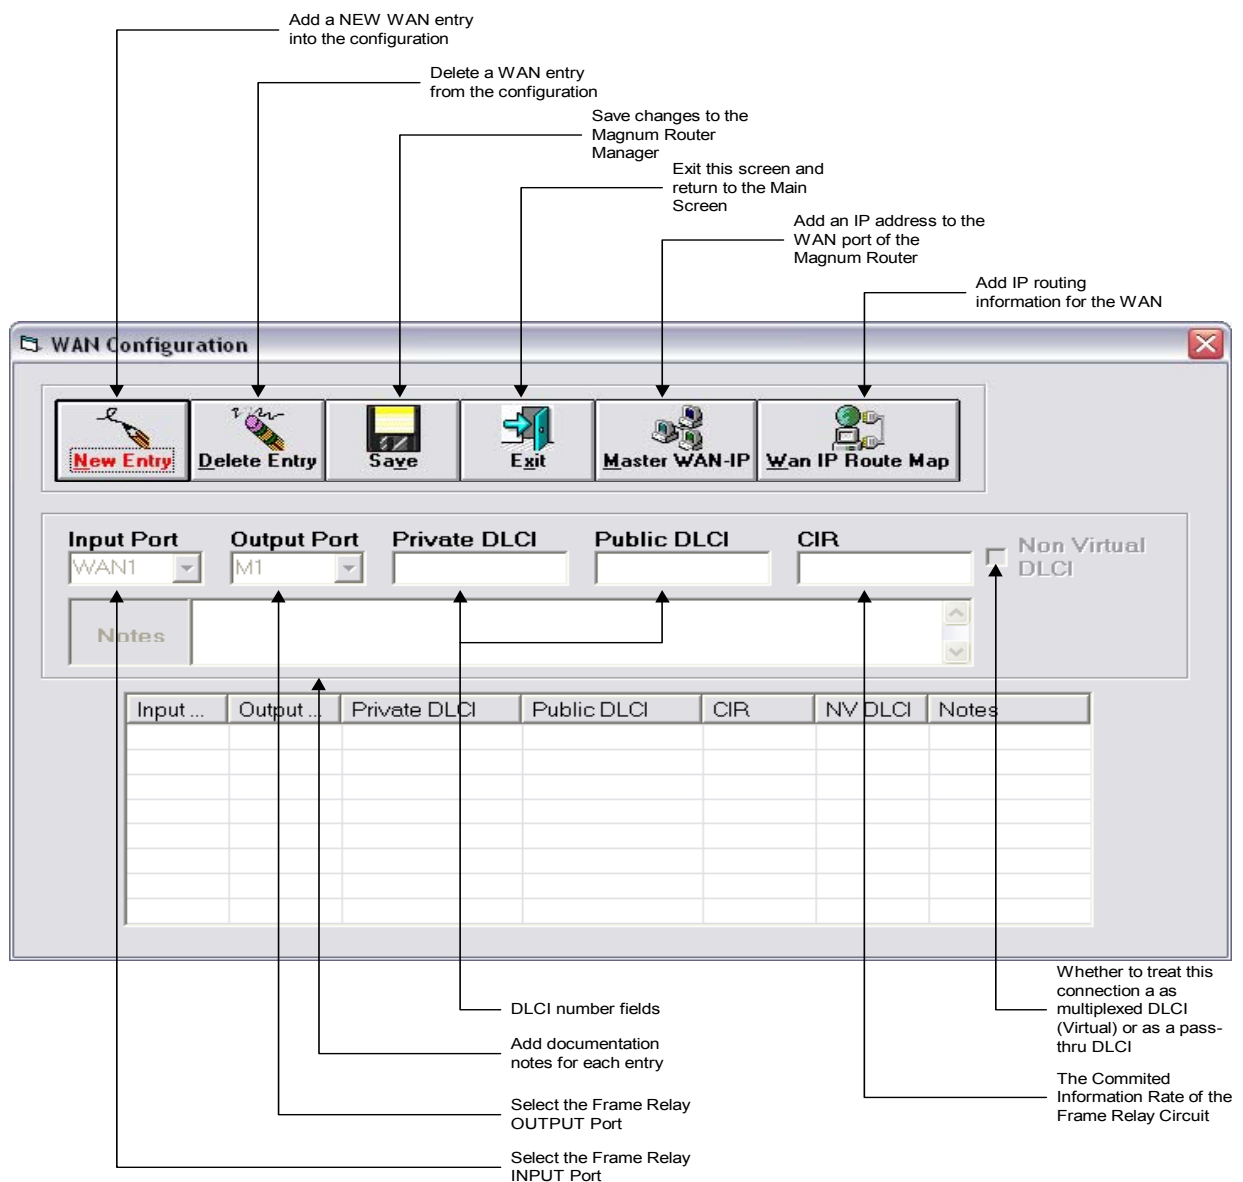 Add a NEW WAN entry
into the configuration
Delete a WAN entry
from the configuration
Save changes to the
Magnum Router
Manager
Exit this screen and
return to the Main
Screen
Add an IP address to the
WAN port of the
Magnum Router
Add IP routing
information for the WAN
WAN Configuration
New Entry
Delete Entry
Save
Exit
Master WAN-IP
Wan IP Route Map
Input Port
Output Port
Private DLCI
Public DLCI
CIR
Non Virtual
DLCI
WAN1
M1
Notes
Input ...
Output ...
Private DLCI
Public DLCI
CIR
NV DLCI
Notes
DLCI number fields
Add documentation
notes for each entry
Select the Frame Relay
OUTPUT Port
Select the Frame Relay
INPUT Port
Whether to treat this
connection a as
multiplexed DLCI
(Virtual) or as a pass-
thru DLCI
The Commited
Information Rate of the
Frame Relay Circuit